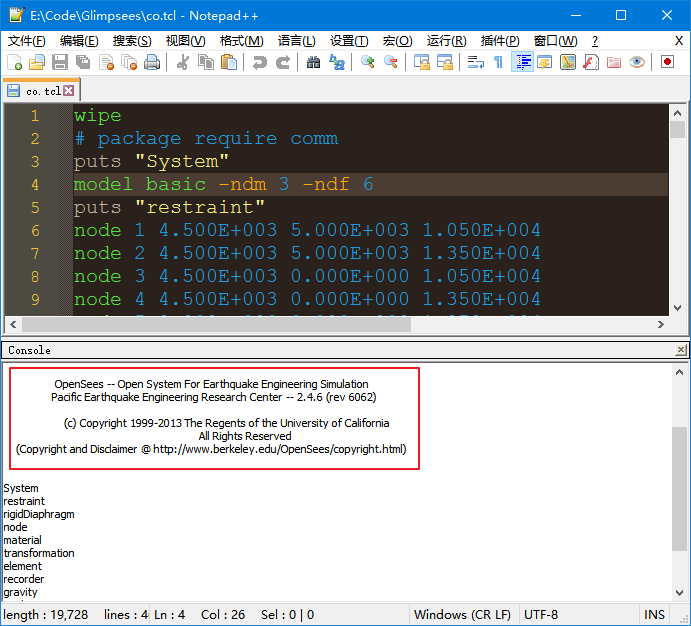 E:\Code\Glimpsees\co.tcl - Notepad++
文件(F) 编辑(E) 搜索(S) 视图(V) 格式(M) 语言(L) 设置(T) 宏(O) 运行(R) 插件(P) 窗口(W) ? X
co.tcl
1 wipe
2 # package require comm
3 puts "System"
4 model basic -ndm 3 -ndf 6
5 puts "restraint"
6 node 1 4.500E+003 5.000E+003 1.050E+004
7 node 2 4.500E+003 5.000E+003 1.350E+004
8 node 3 4.500E+003 0.000E+000 1.050E+004
9 node 4 4.500E+003 0.000E+000 1.350E+004
Console
OpenSees -- Open System For Earthquake Engineering Simulation
Pacific Earthquake Engineering Research Center -- 2.4.6 (rev 6062)
(c) Copyright 1999-2013 The Regents of the University of California
All Rights Reserved
(Copyright and Disclaimer @ http://www.berkeley.edu/OpenSees/copyright.html)
System
restraint
rigidDiaphragm
node
material
transformation
element
recorder
gravity
length : 19,728 lines : 4 Ln : 4 Col : 26 Sel : 0 | 0 Windows (CR LF) UTF-8 INS